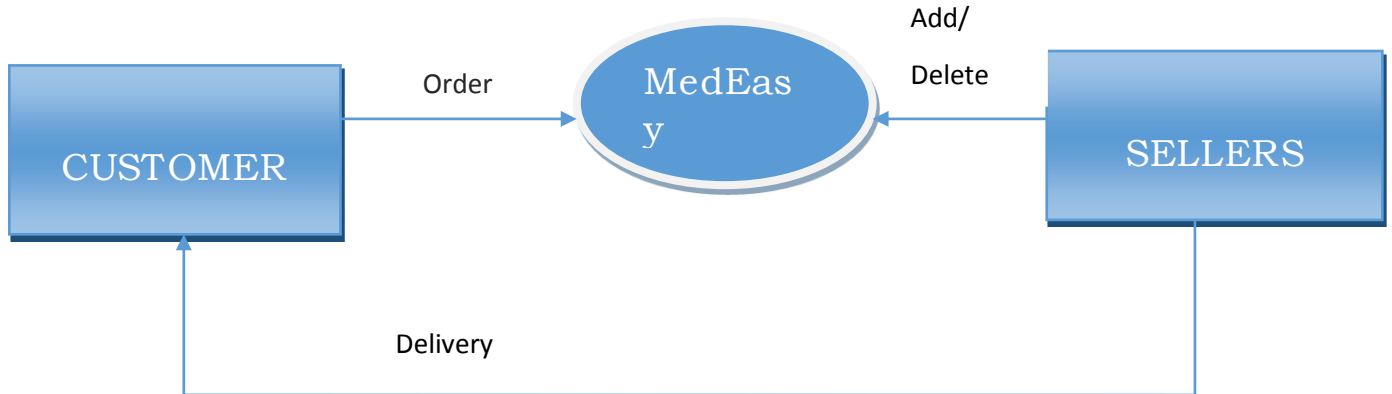 Add/
Delete
Order
MedEas
y
CUSTOMER
SELLERS
Delivery